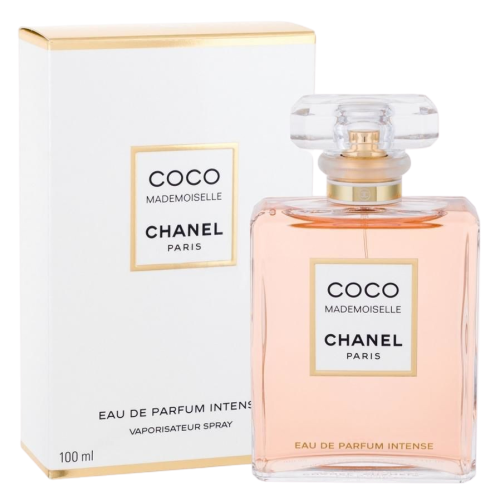 COCO
MADEMOISELLE
CHANEL
PARIS
EAU DE PARFUM INTENS
VAPORISATEUR SPRAY
100 ml
COCO
MADEMOISELLE
CHANEL
PARIS
EAU DE PARFUM INTENSE